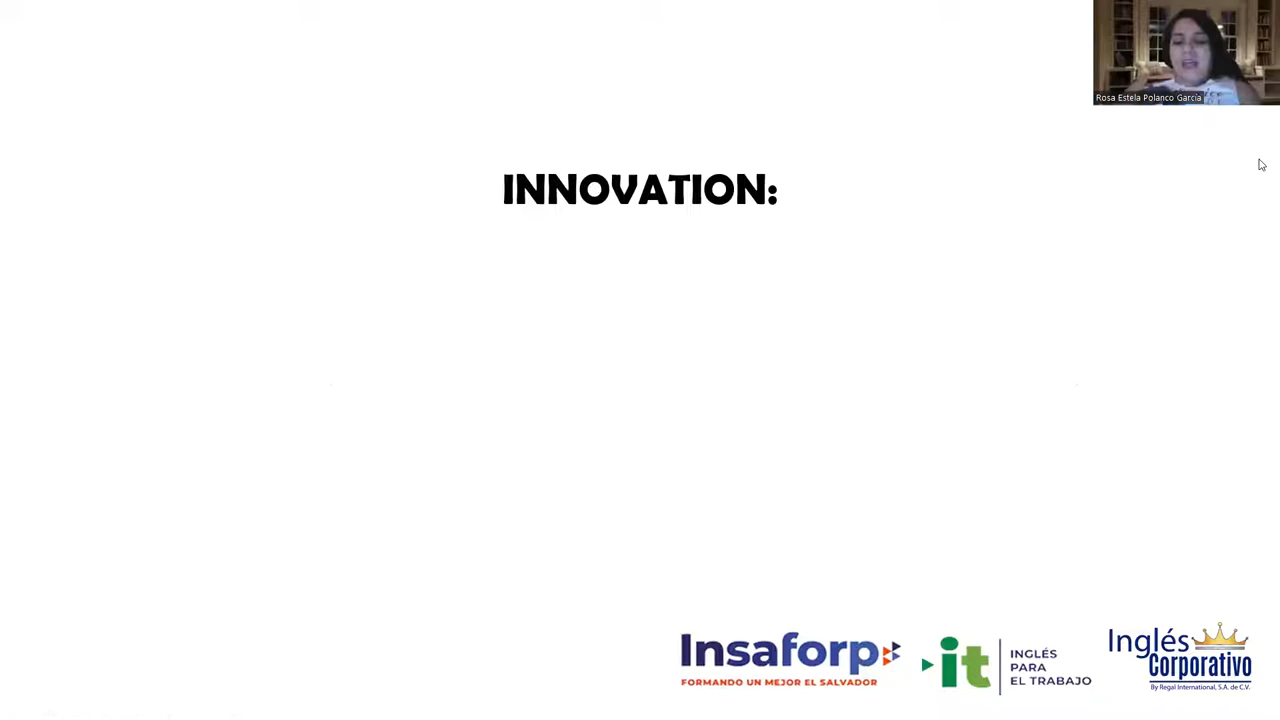 Rosa Estela Polanco García
INNOVATION:
Insaforp
FORMANDO UN MEJOR EL SALVADOR
it
INGLÉS
PARA
EL TRABAJO
Inglés
Corporativo
By Regal International, S.A. de C.V.